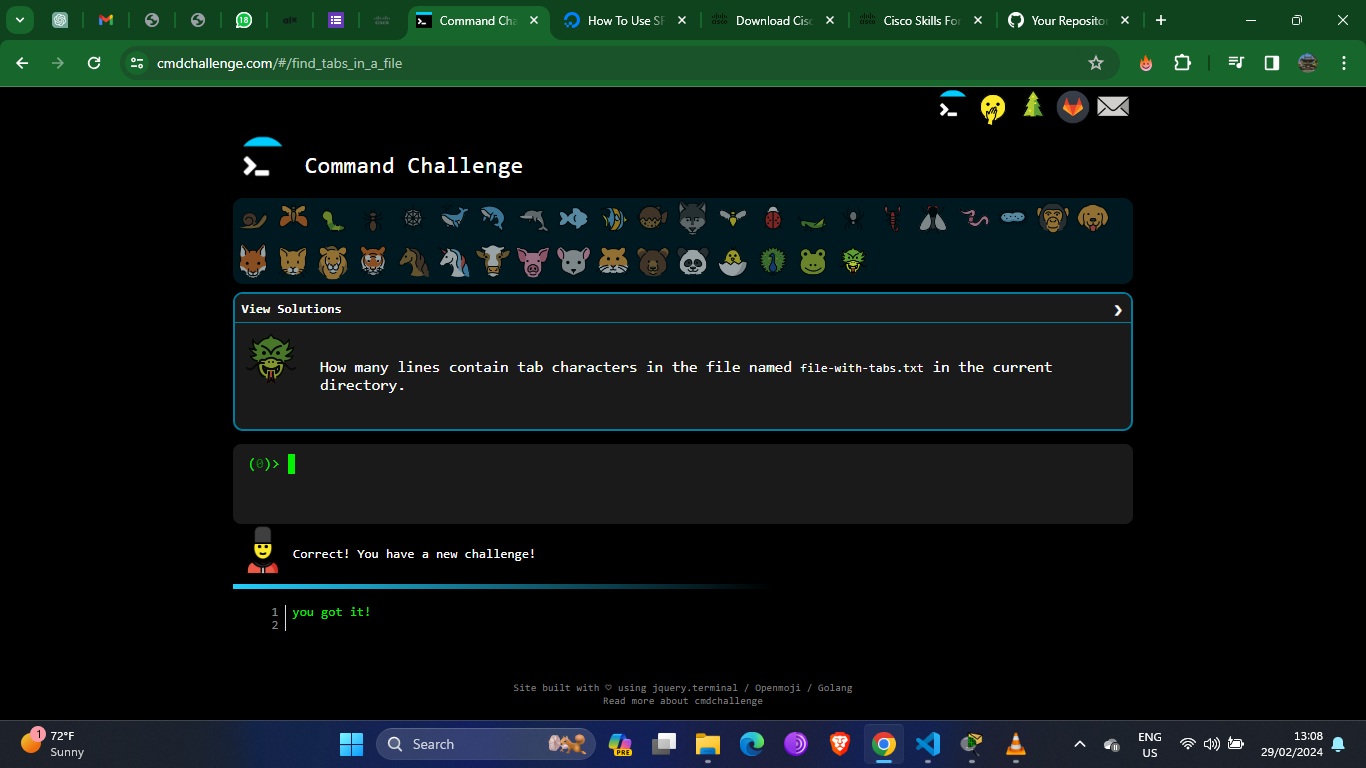 18
Command Cha
How To Use SF
Download Cisc
Cisco Skills For
Your Repositor
cmdchallenge.com/#/find_tabs_in_a_file
Command Challenge
View Solutions
How many lines contain tab characters in the file named file-with-tabs.txt in the current
directory.
(0)>
Correct! You have a new challenge!
1 you got it!
2
Site built with ♡ using jquery.terminal / Openmoji / Golang
Read more about cmdchallenge
1
72°F
Sunny
Search
PRE
ENG
US
13:08
29/02/2024